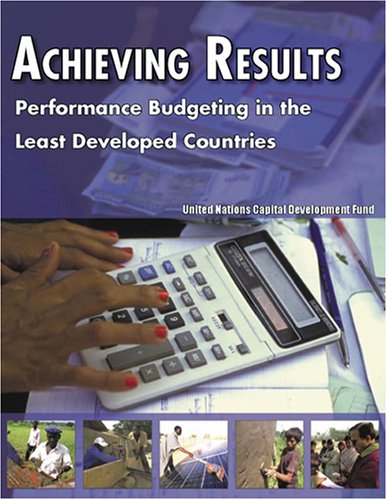 ACHIEVING RESULTS
Performance Budgeting in the
Least Developed Countries
United Nations Capital Development Fund